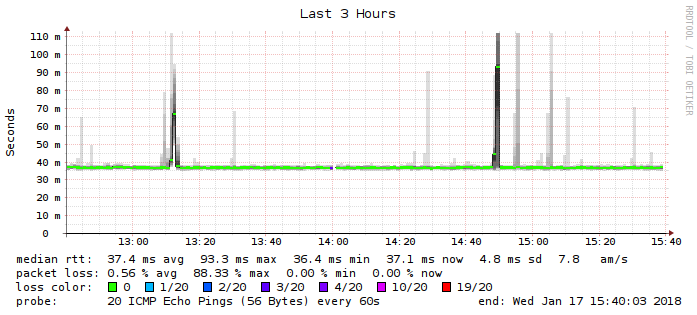 Last 3 Hours
RRDTOOL / TOBI OETIKER
Seconds
110 m
100 m
90 m
80 m
70 m
60 m
50 m
40 m
30 m
20 m
10 m
0
13:00 13:20 13:40 14:00 14:20 14:40 15:00 15:20 15:40
median rtt: 37.4 ms avg 93.3 ms max 36.4 ms min 37.1 ms now 4.8 ms sd 7.8 am/s
packet loss: 0.56 % avg 88.33 % max 0.00 % min 0.00 % now
loss color: 0 1/20 2/20 3/20 4/20 10/20 19/20
probe: 20 ICMP Echo Pings (56 Bytes) every 60s end: Wed Jan 17 15:40:03 2018